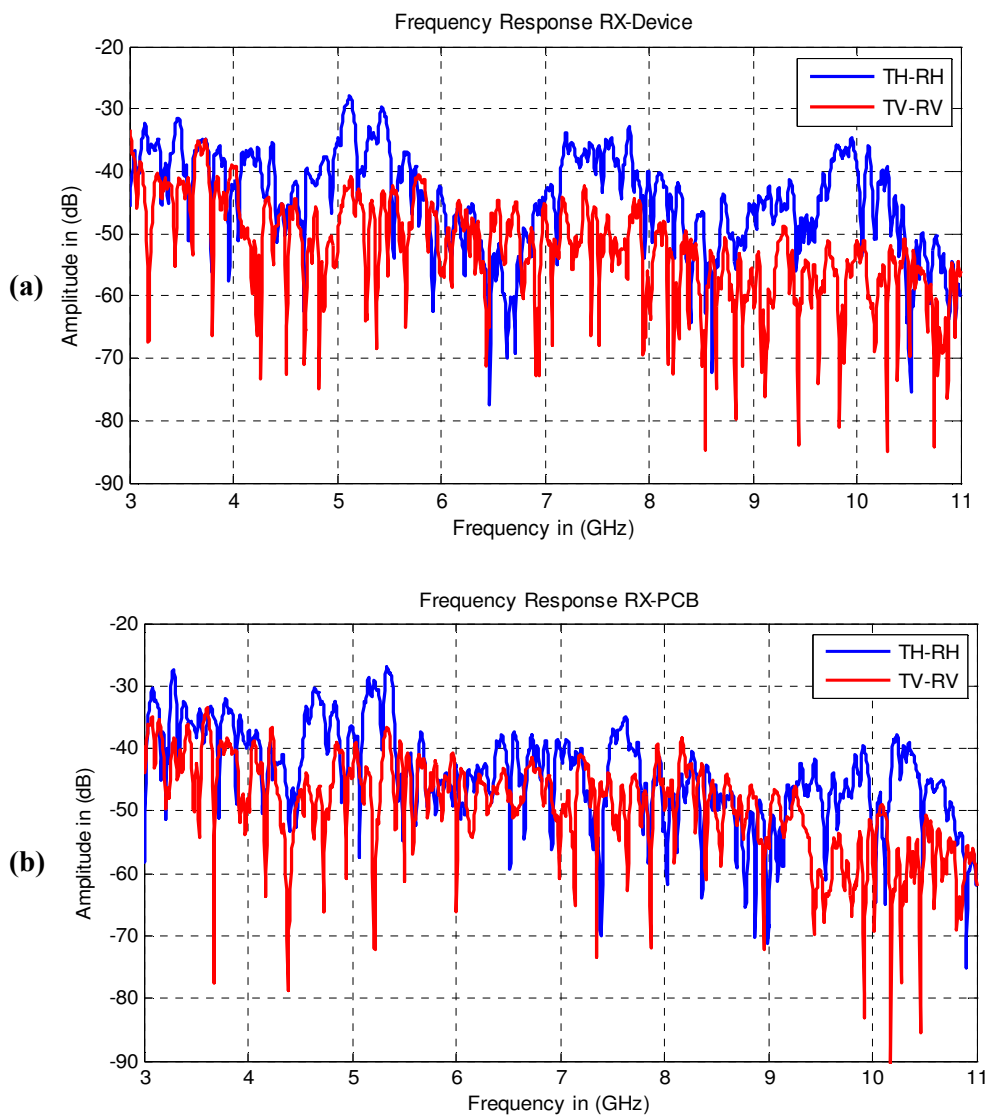 Frequency Response RX-Device
-20
-30
-40
-50
-60
-70
-80
-90
Amplitude in (dB)
(a)
TH-RH
TV-RV
3 4 5 6 7 8 9 10 11
Frequency in (GHz)
Frequency Response RX-PCB
-20
-30
-40
-50
-60
-70
-80
-90
Amplitude in (dB)
(b)
TH-RH
TV-RV
3 4 5 6 7 8 9 10 11
Frequency in (GHz)